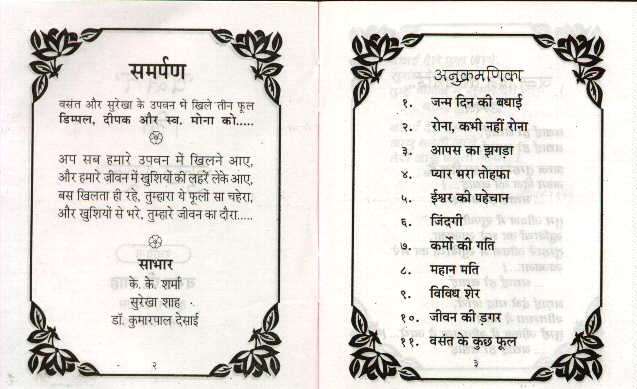 समर्पण
वसंत और सुरेखा के उपवन मे खिले तीन फूल
डिम्पल, दीपक और स्व. मोना को.....
अप सब हमारे उपवन में खिलने आए,
और हमारे जीवन में खुशियों की लहरें लेके आए,
बस खिलता ही रहे, तुम्हारा ये फूलों सा चहेरा,
और खुशियों से भरे, तुम्हारे जीवन का दौरा.....
साभार
के. के. शर्मा
सुरेखा शाह
डॉ. कुमारपाल देसाई
२
अनुक्रमणिका
१. जन्म दिन की बधाई
२. रोना, कभी नहीं रोना
३. आपस का झगड़ा
४. प्यार भरा तोहफा
५. ईश्वर की पहेचान
६. जिंदगी
७. कर्मो की गति
८. महान मति
९. विविध शेर
१०. जीवन की डगर
११. वसंत के कुछ फूल
३